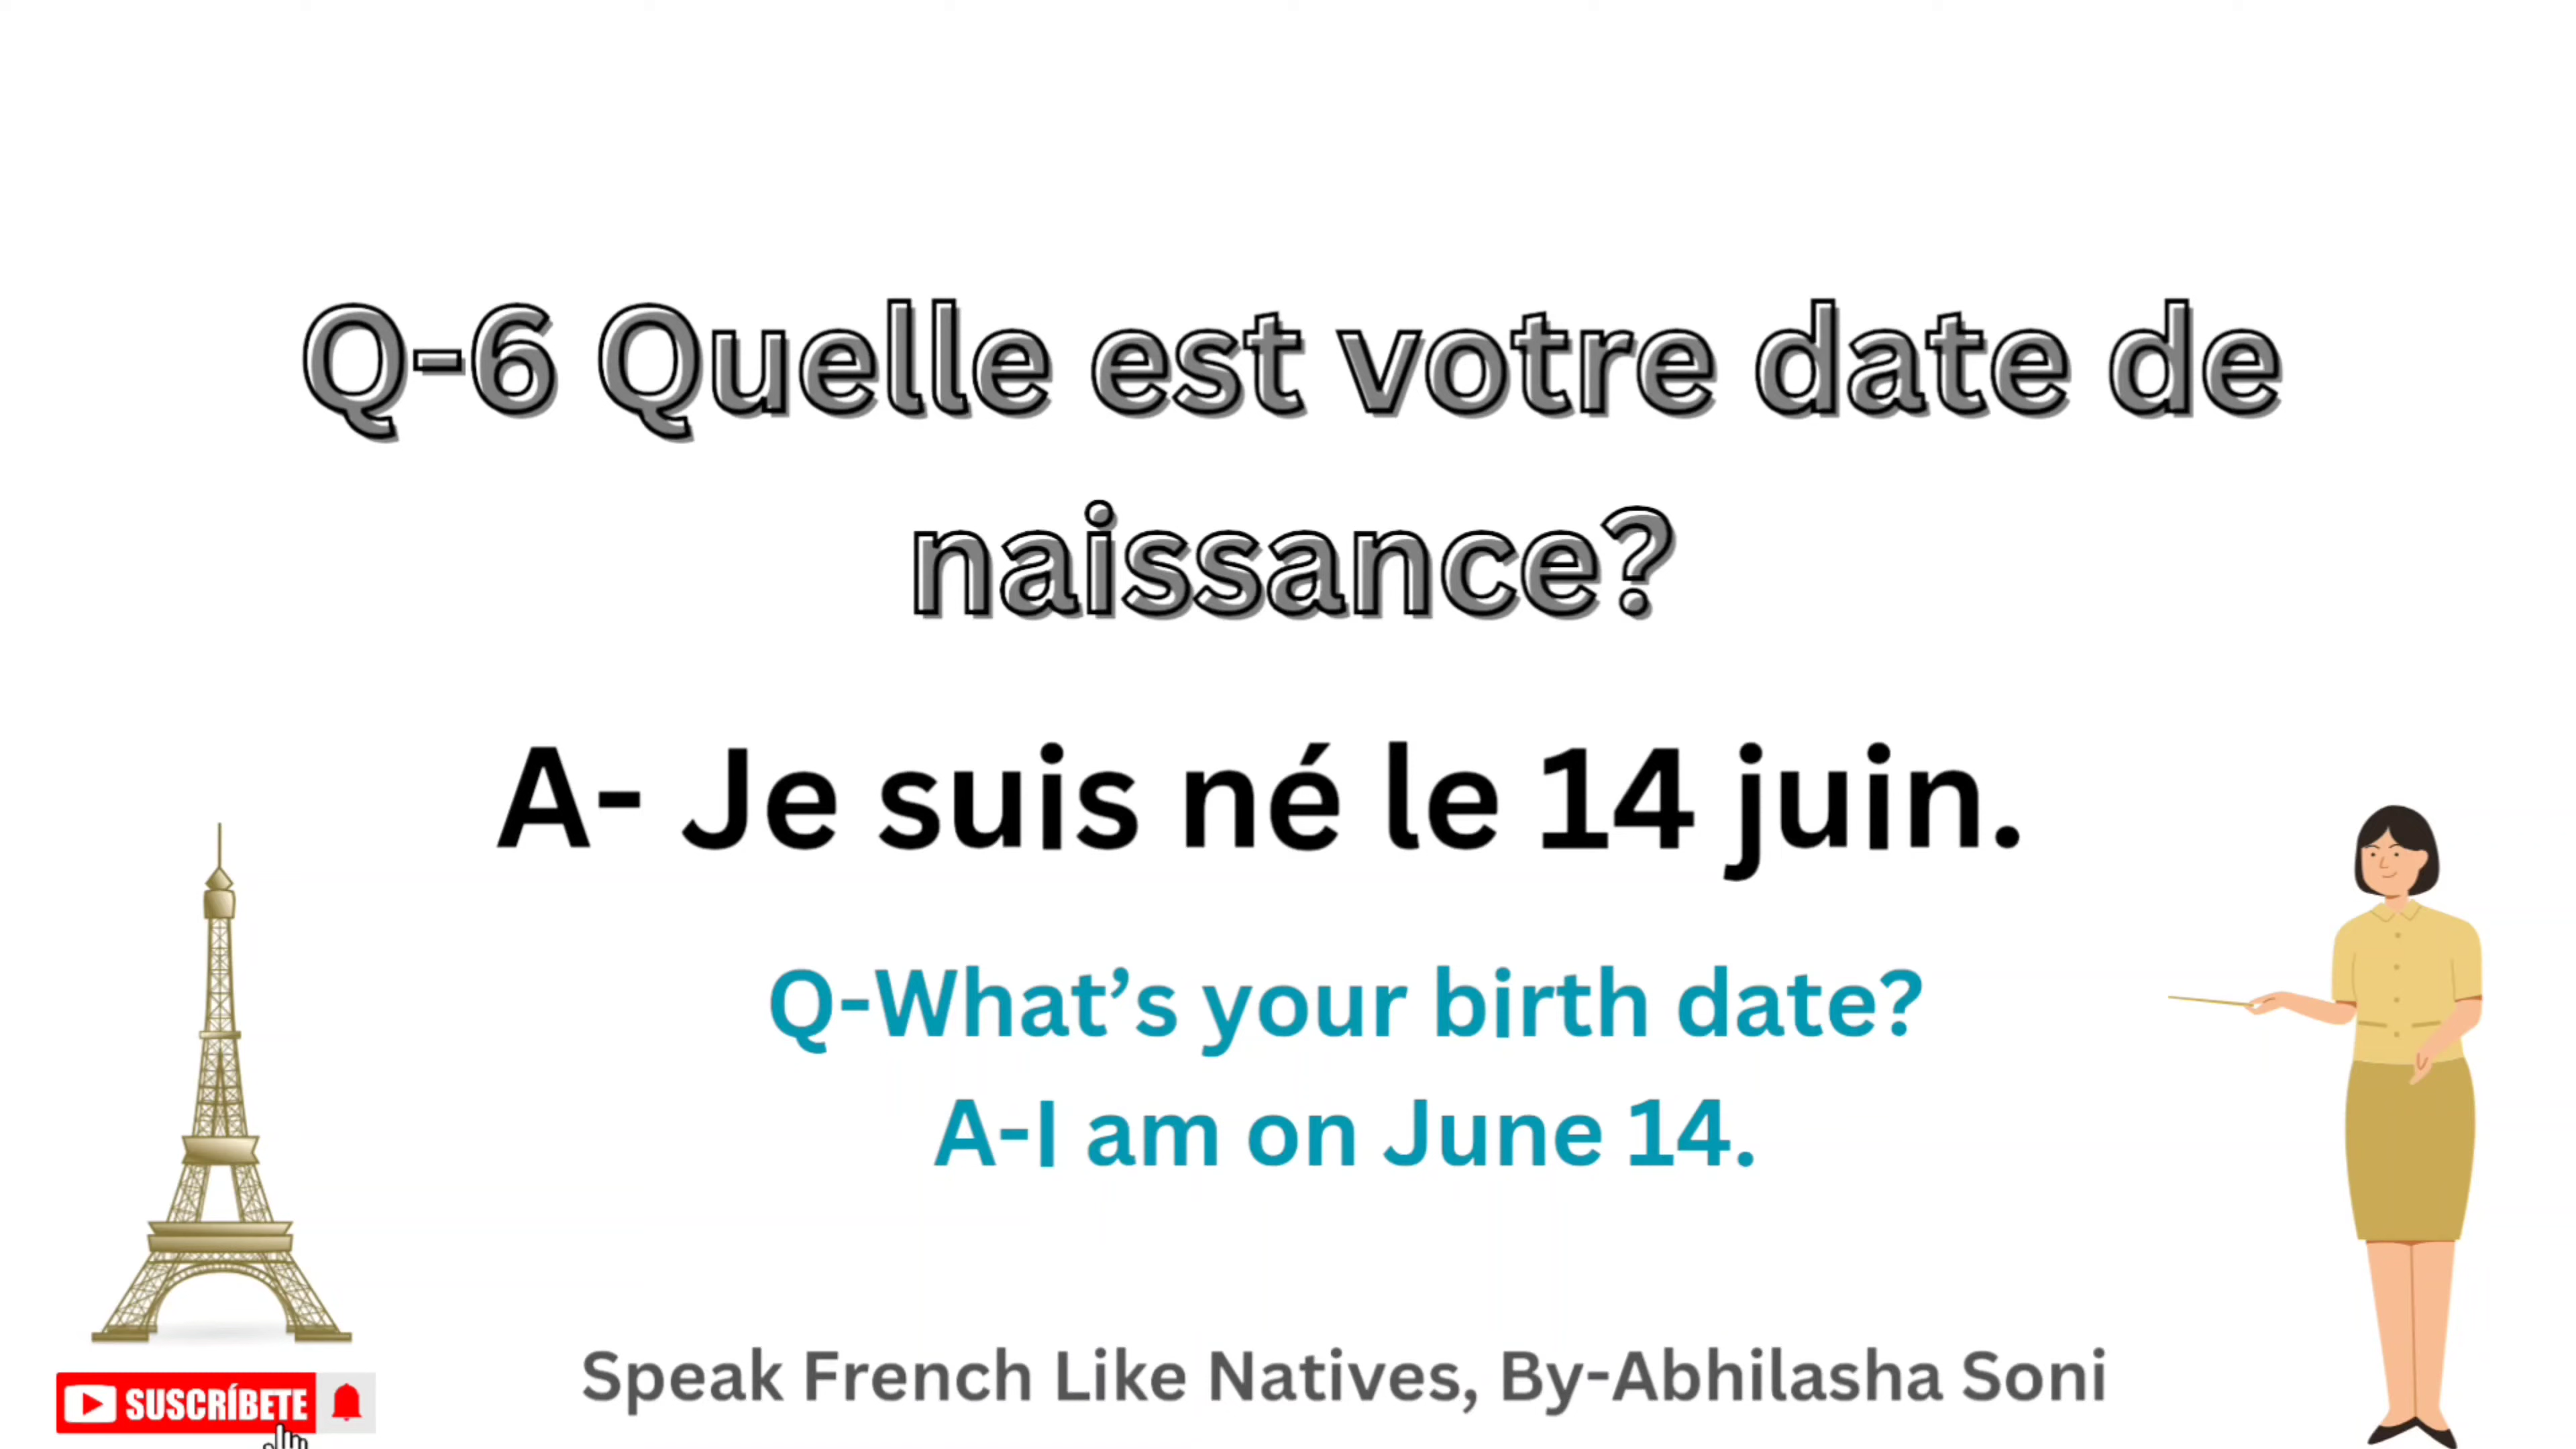 Q-6 Quelle est votre date de
naissance?
A- Je suis né le 14 juin.
Q-What’s your birth date?
A-I am on June 14.
SUSCRÍBETE
Speak French Like Natives, By-Abhilasha Soni